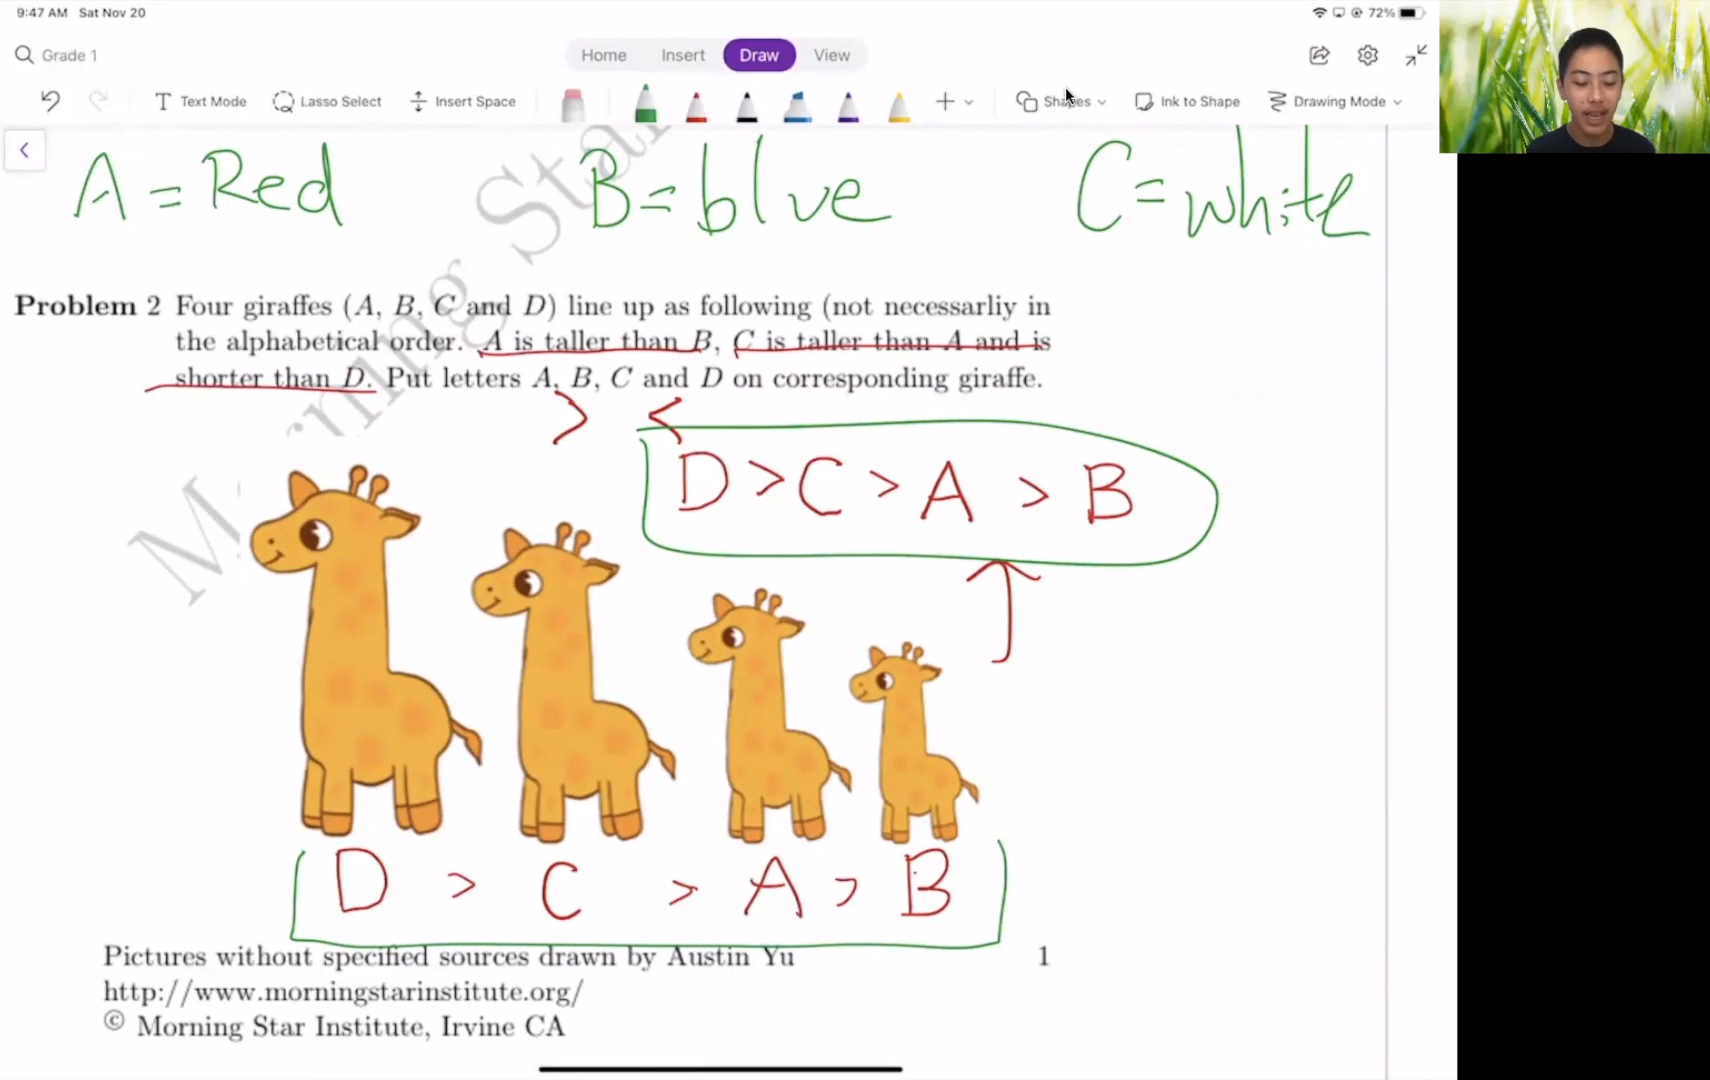 9:47 AM Sat Nov 20
72%
Grade 1
Home Insert Draw View
Text Mode Lasso Select Insert Space Shapes Ink to Shape Drawing Mode
A = Red B = blue C = white
Problem 2 Four giraffes (A, B, C and D) line up as following (not necessarliy in
the alphabetical order. A is taller than B, C is taller than A and is
shorter than D. Put letters A, B, C and D on corresponding giraffe.
> <
D > C > A > B
D > C > A > B
Pictures without specified sources drawn by Austin Yu
1
http://www.morningstarinstitute.org/
© Morning Star Institute, Irvine CA